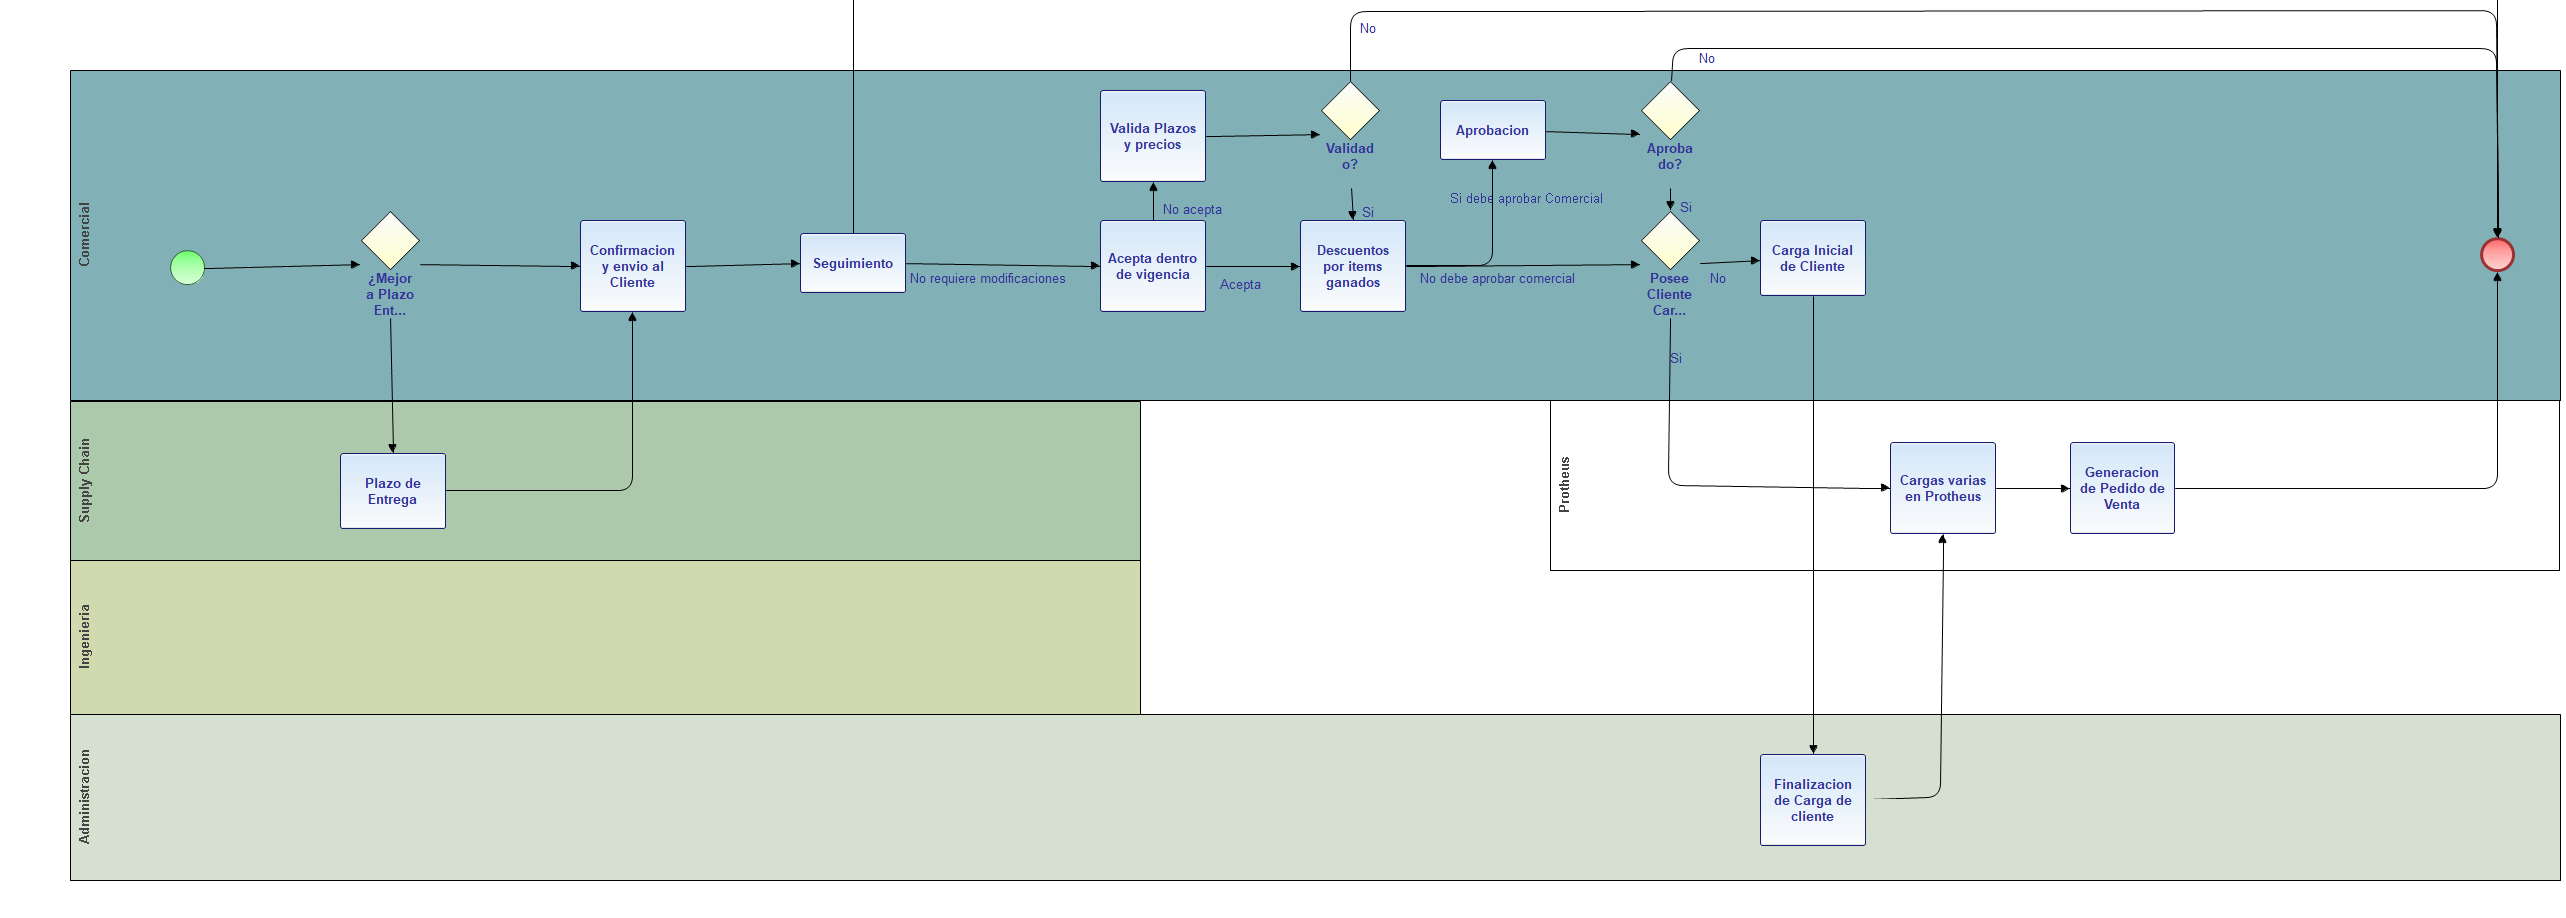 No
No
Comercial
Valida Plazos
y precios
Validad
o?
Aprobacion
Aproba
do?
Si debe aprobar Comercial
No acepta
Si
Si
¿Mejor
a Plazo
Ent...
Confirmacion
y envio al
Cliente
Seguimiento
No requiere modificaciones
Acepta dentro
de vigencia
Acepta
Descuentos
por items
ganados
No debe aprobar comercial
Posee
Cliente
Car...
No
Carga Inicial
de Cliente
Si
Supply Chain
Plazo de
Entrega
Protheus
Cargas varias
en Protheus
Generacion
de Pedido de
Venta
Ingenieria
Administracion
Finalizacion
de Carga de
cliente